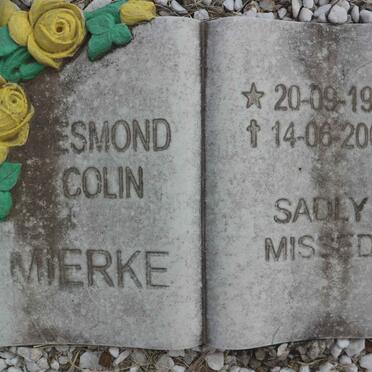 ESMOND
COLIN
MIERKE
20-09-19
14-06-200
SADLY
MISSED